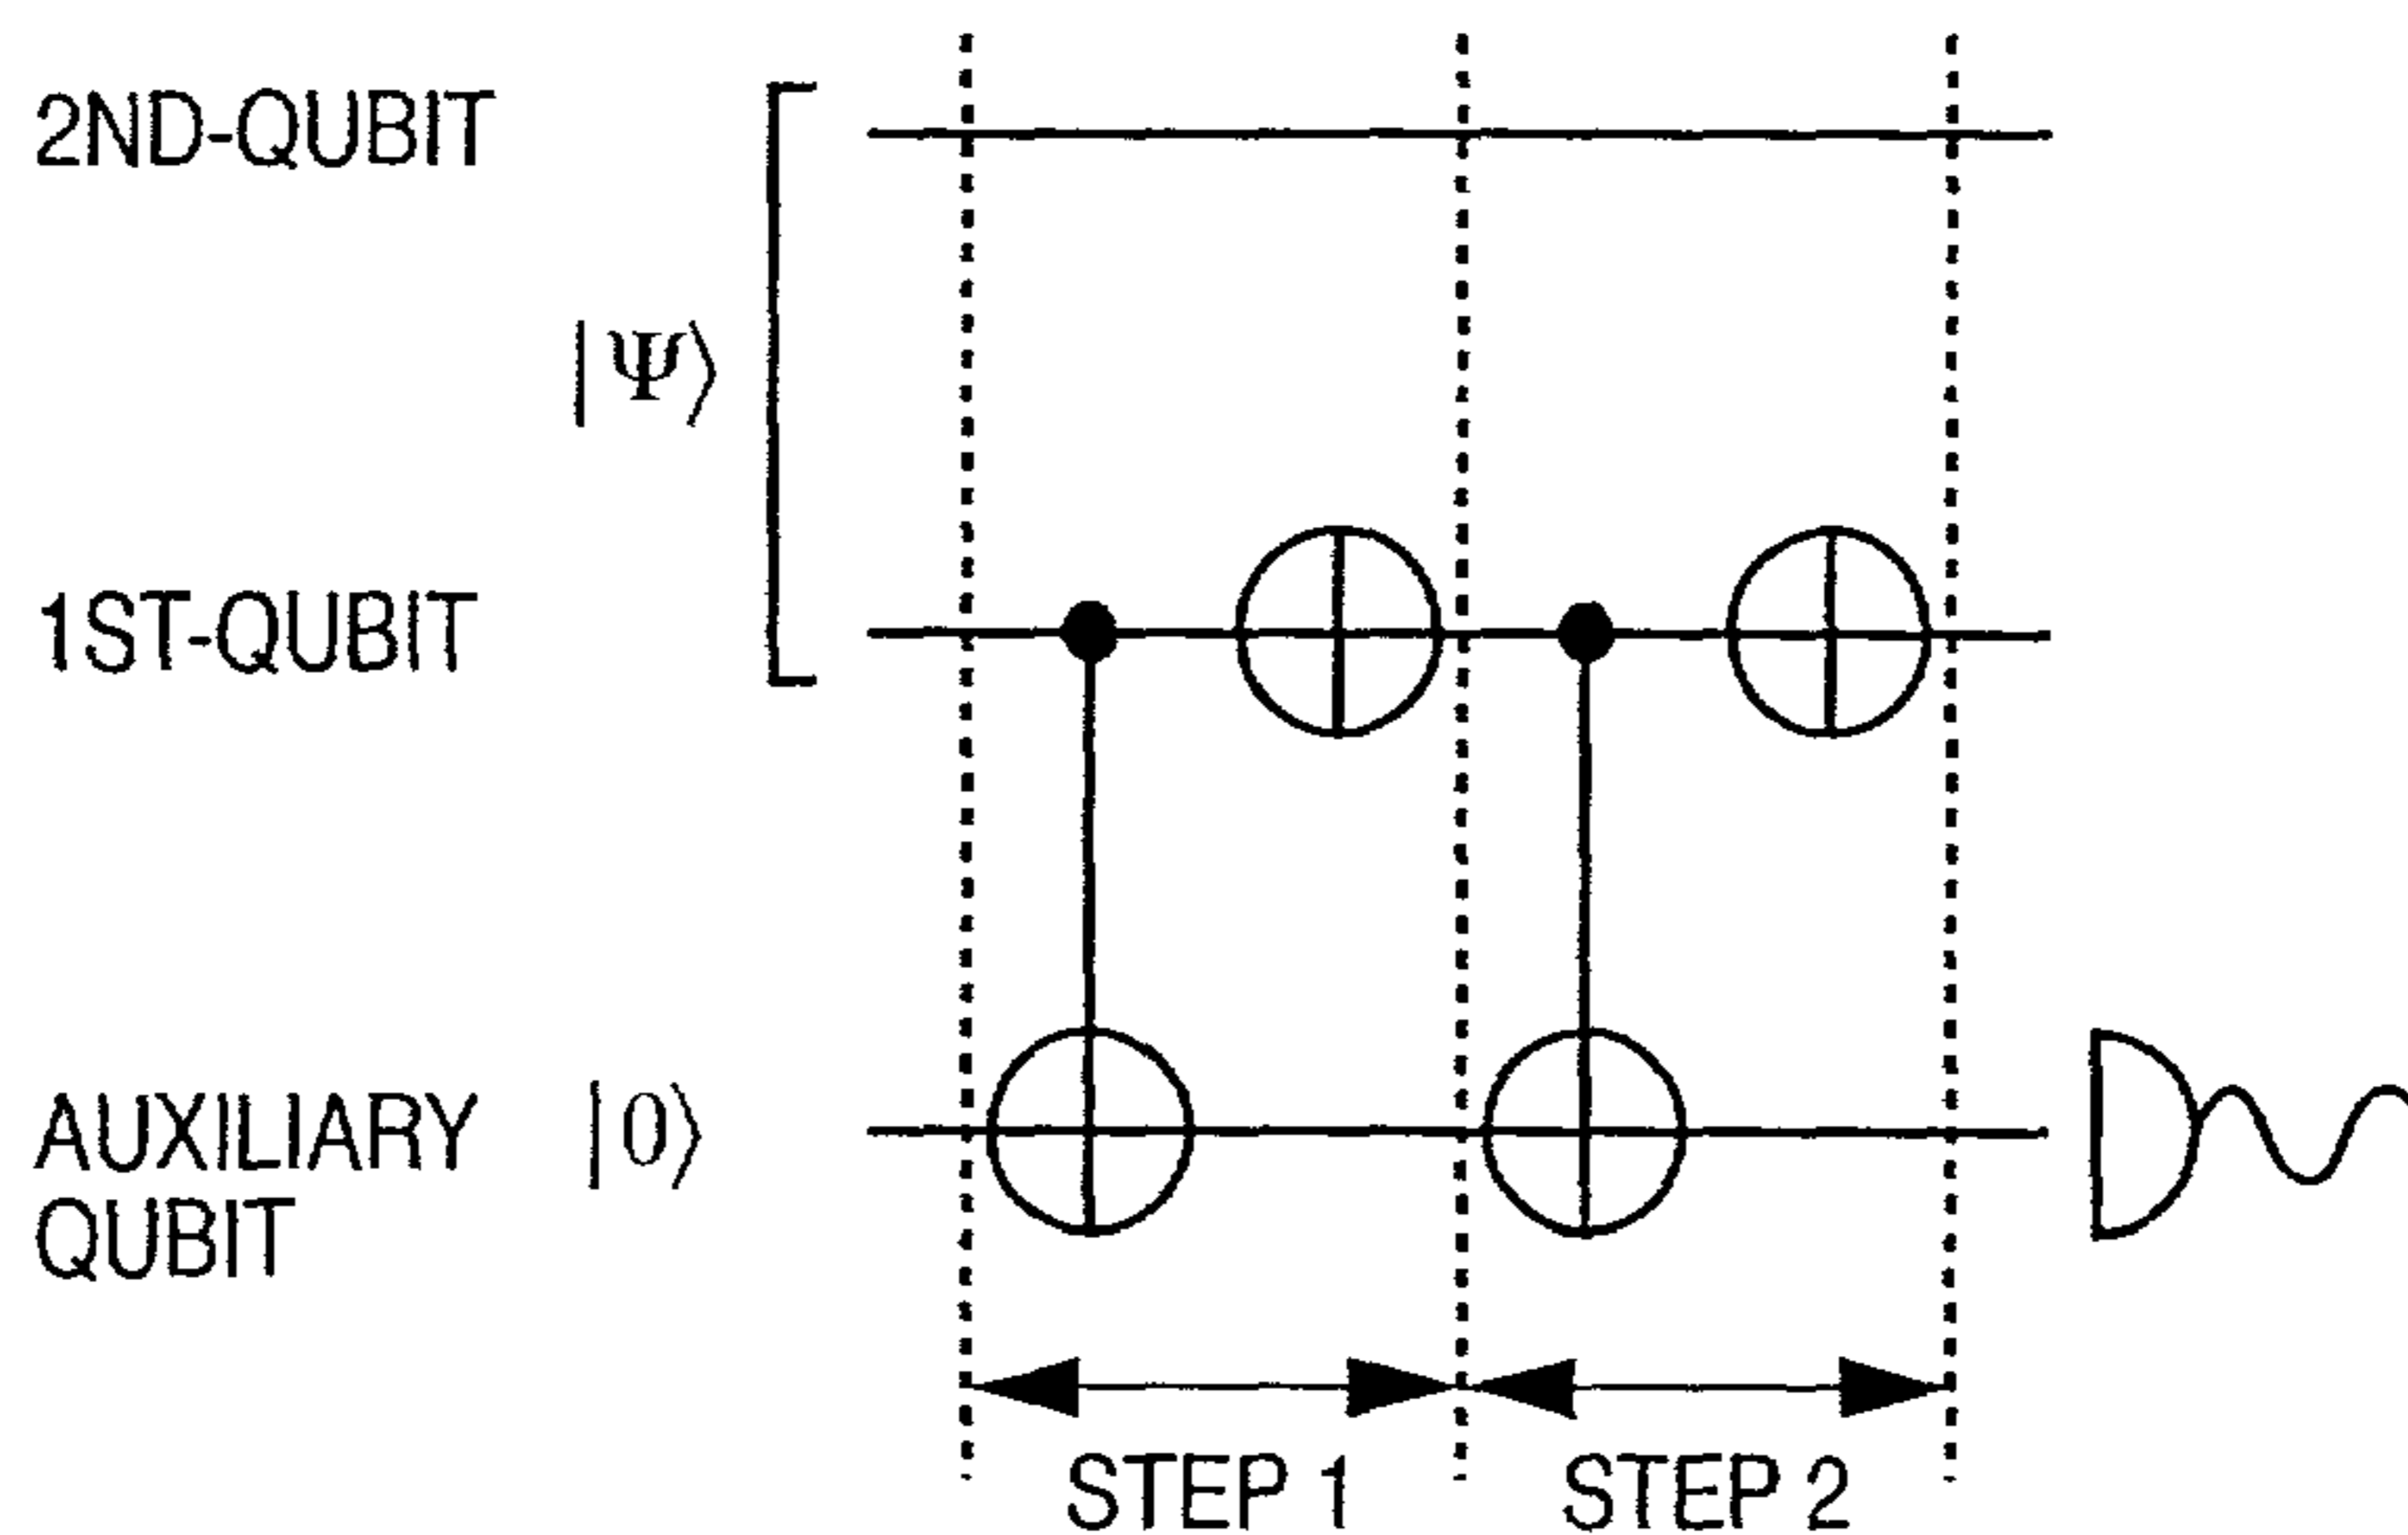 2ND-QUBIT
|Ψ⟩
1ST-QUBIT
AUXILIARY |0⟩
QUBIT
STEP 1 STEP 2